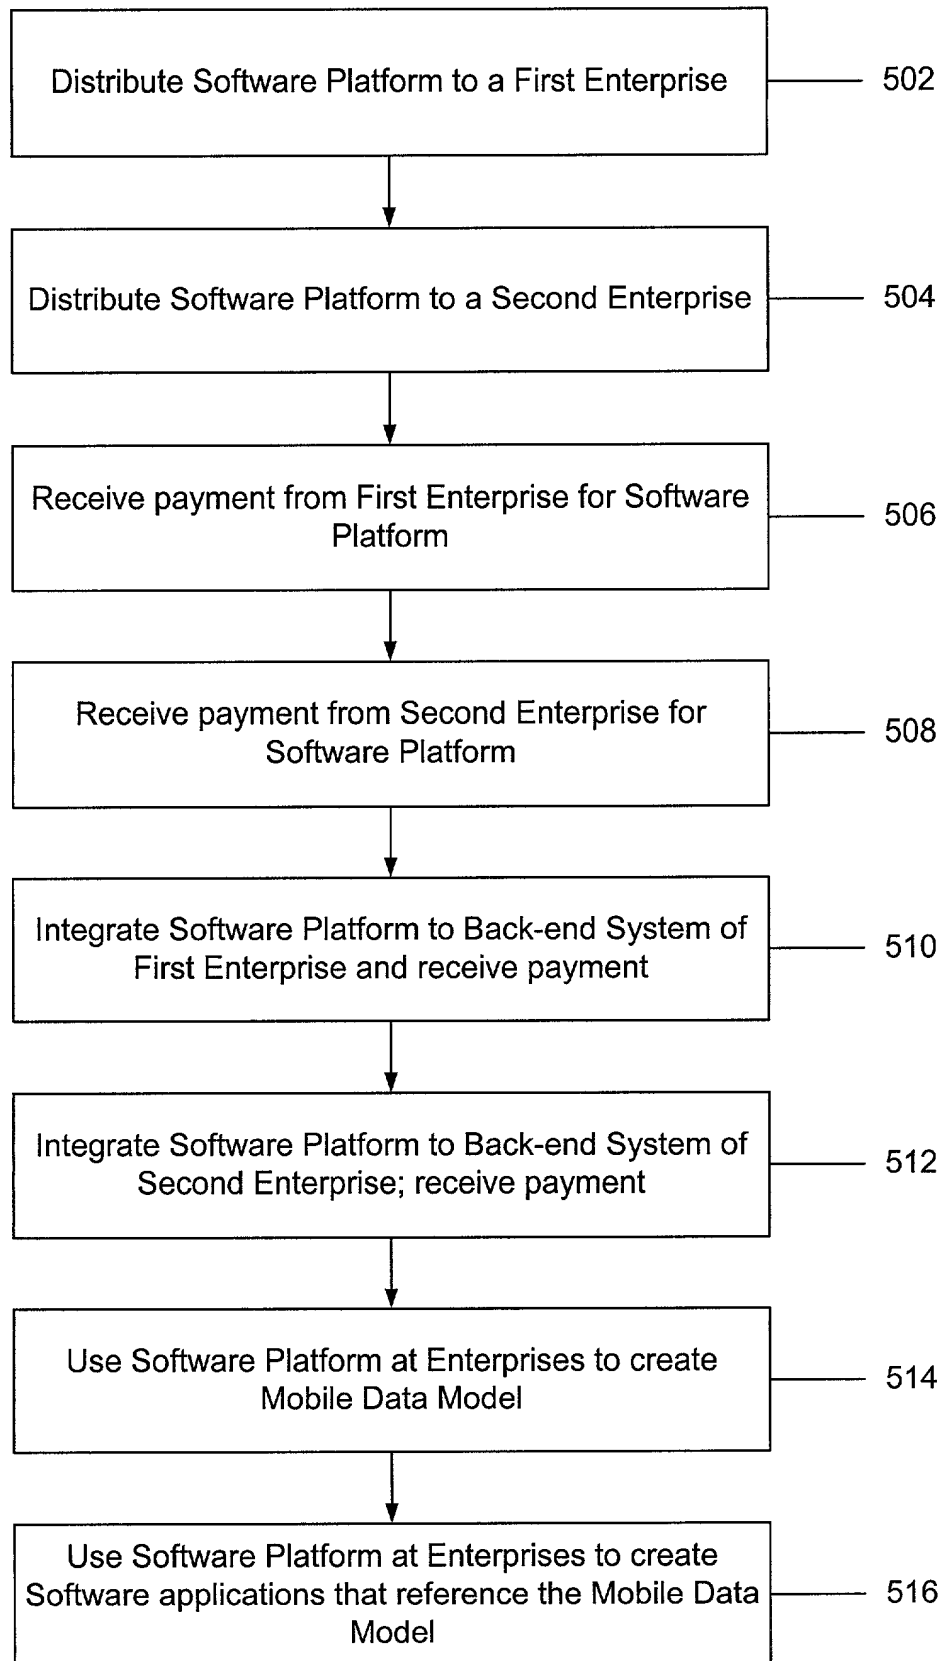 Distribute Software Platform to a First Enterprise
502
Distribute Software Platform to a Second Enterprise
504
Receive payment from First Enterprise for Software
Platform
506
Receive payment from Second Enterprise for
Software Platform
508
Integrate Software Platform to Back-end System of
First Enterprise and receive payment
510
Integrate Software Platform to Back-end System of
Second Enterprise; receive payment
512
Use Software Platform at Enterprises to create
Mobile Data Model
514
Use Software Platform at Enterprises to create
Software applications that reference the Mobile Data
Model
516